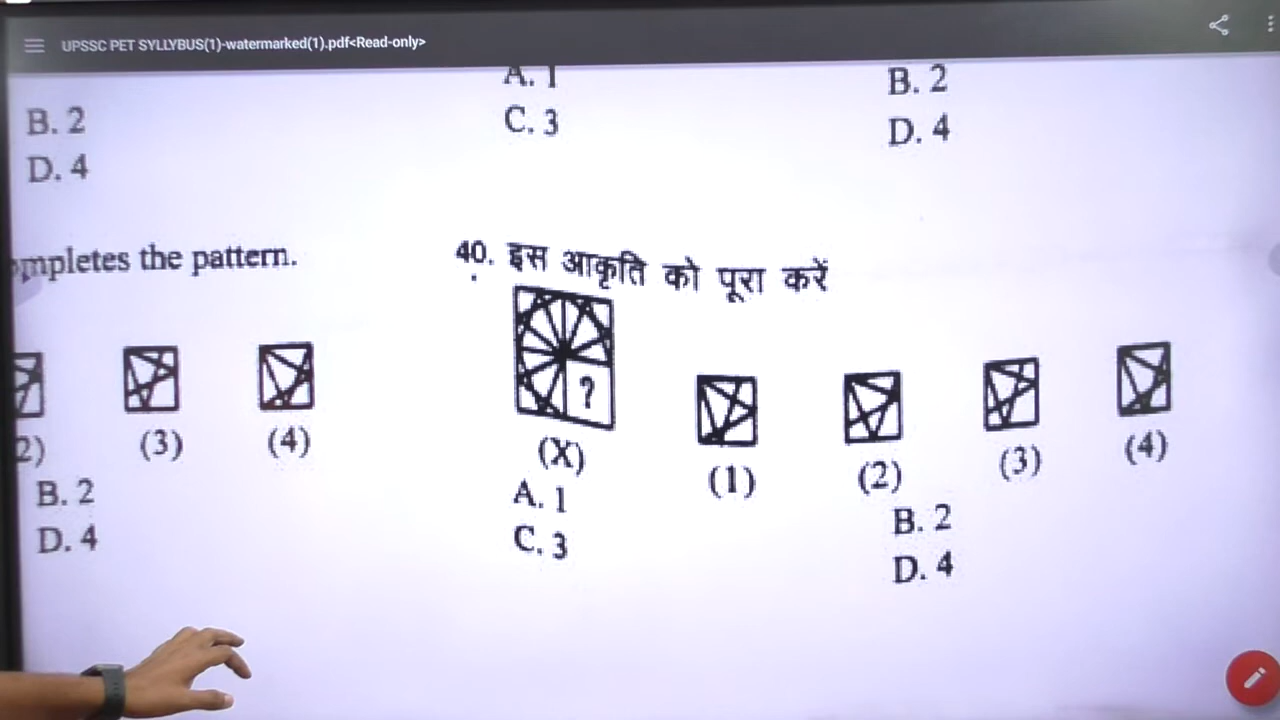 UPSSC PET SYLLYBUS(1)-watermarked(1).pdf<Read-only>
B. 2
D. 4
A. 1
B. 2
C. 3
D. 4
mpletes the pattern.
2)
(3)
(4)
B. 2
D. 4
40. इस आकृति को पूरा करें
?
(X)
(1)
(2)
(3)
(4)
A. 1
B. 2
C. 3
D. 4